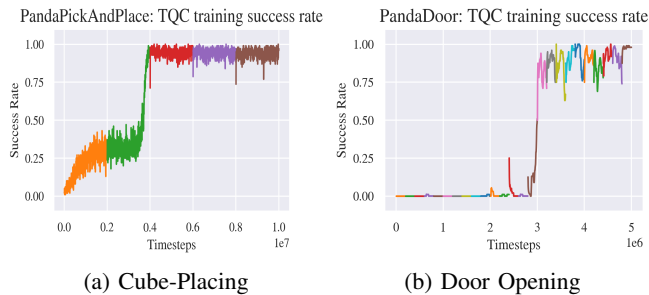 PandaPickAndPlace: TQC training success rate
1.00
0.75
0.50
0.25
0.00
Success Rate
0.0 0.2 0.4 0.6 0.8 1.0
Timesteps
1e7
(a) Cube-Placing
PandaDoor: TQC training success rate
1.00
0.75
0.50
0.25
0.00
Success Rate
0 1 2 3 4 5
Timesteps
1e6
(b) Door Opening